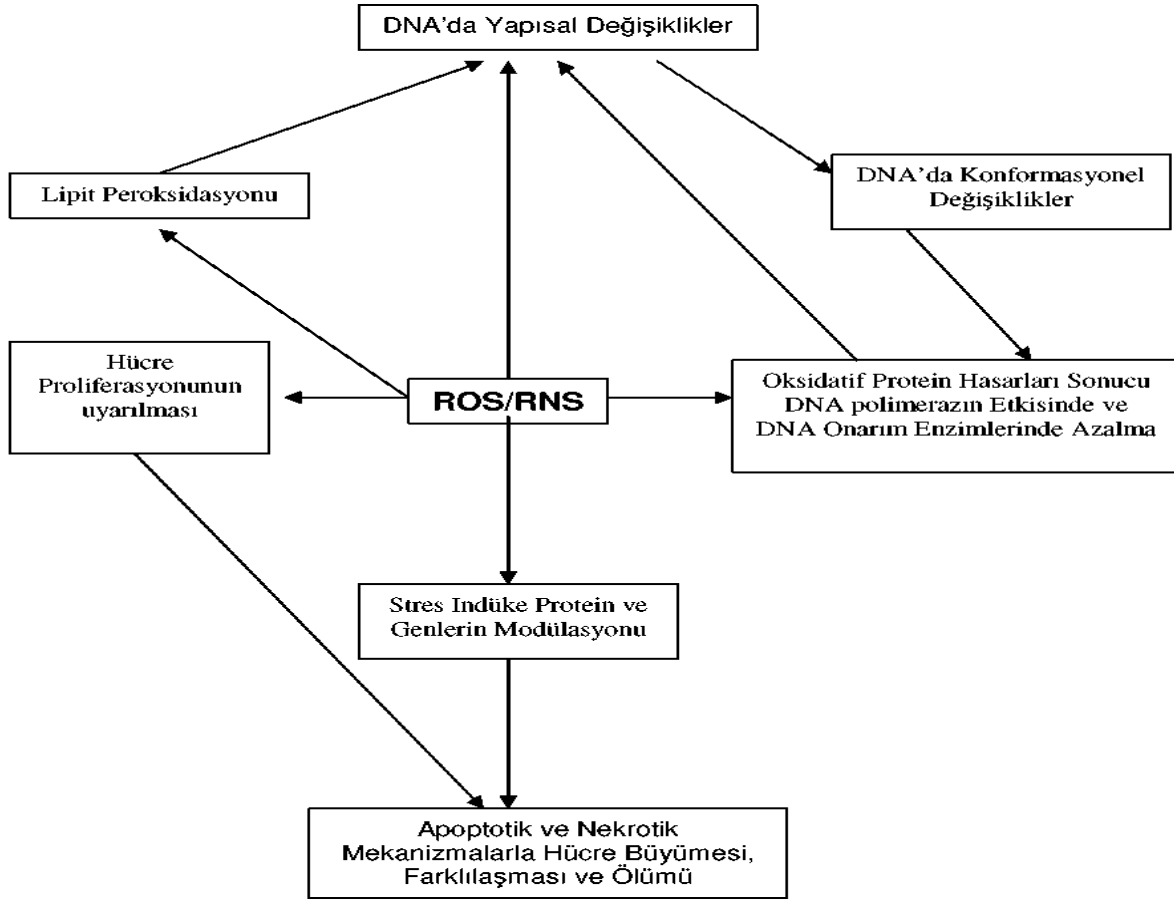 DNA’da Yapısal Değişiklikler
Lipit Peroksidasyonu
DNA’da Konformasyonel
Değişiklikler
Hücre
Proliferasyonunun
uyarılması
ROS/RNS
Oksidatif Protein Hasarları Sonucu
DNA polimerazın Etkisinde ve
DNA Onarım Enzimlerinde Azalma
Stres Indüke Protein ve
Genlerin Modülasyonu
Apoptotik ve Nekrotik
Mekanizmalarla Hücre Büyümesi,
Farklılaşması ve Ölümü